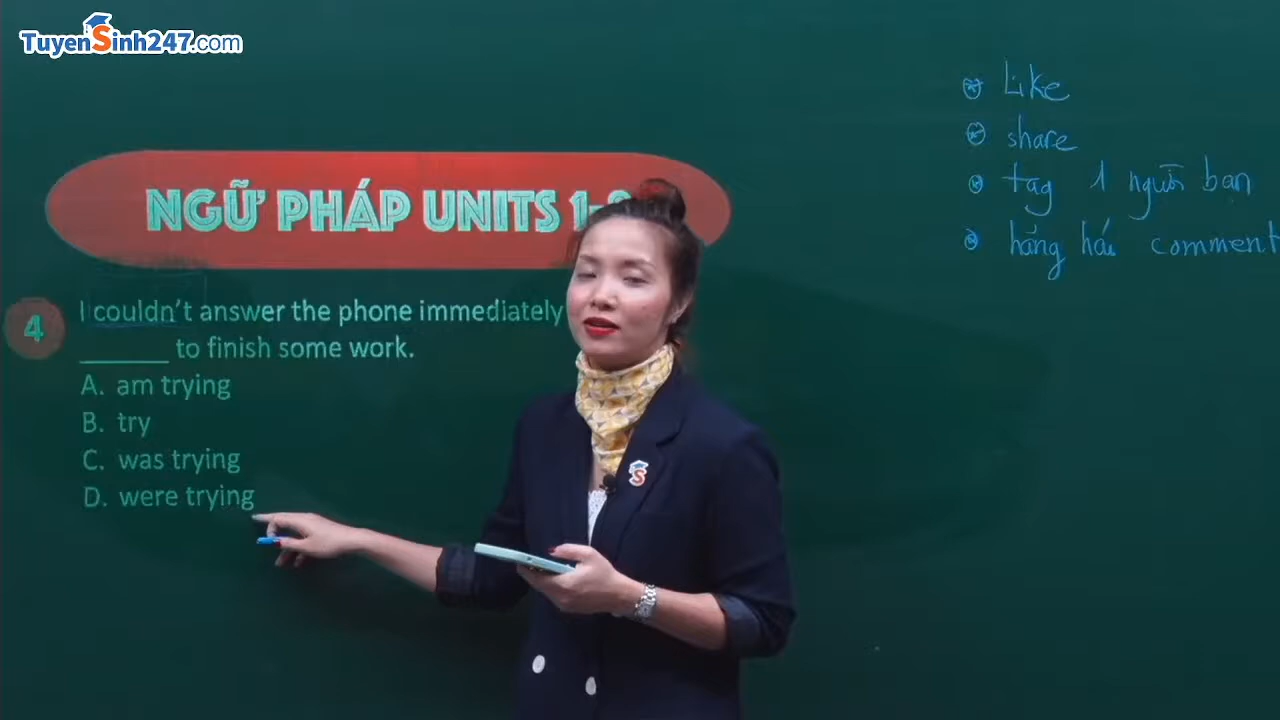 TuyenSinh247.com
Like
share
tag 1 người bạn
hăng hái comment
NGỮ PHÁP UNITS 1-
4
I couldn't answer the phone immediately
______ to finish some work.
A. am trying
B. try
C. was trying
D. were trying
S